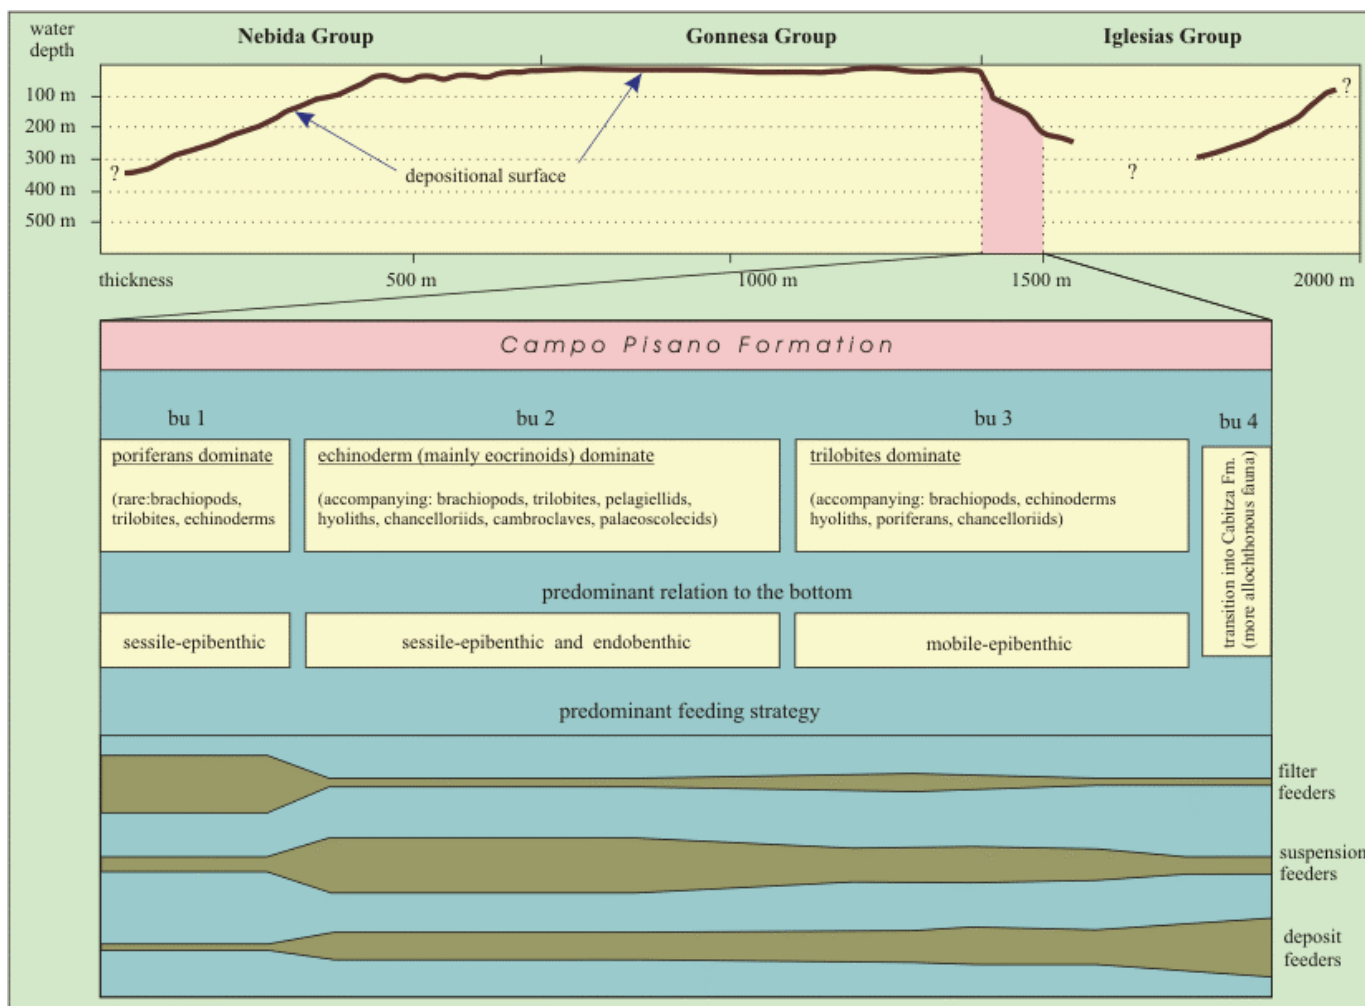 water
depth
Nebida Group
Gonnesa Group
Iglesias Group
100 m
200 m
300 m
400 m
500 m
?
depositional surface
?
?
thickness
500 m
1000 m
1500 m
2000 m
Campo Pisano Formation
bu 1
bu 2
bu 3
bu 4
poriferans dominate
(rare:brachiopods,
trilobites, echinoderms
echinoderm (mainly eocrinoids) dominate
(accompanying: brachiopods, trilobites, pelagiellids,
hyoliths, chancelloriids, cambroclaves, palaeoscolecids)
trilobites dominate
(accompanying: brachiopods, echinoderms
hyoliths, poriferans, chancelloriids)
transition into Cabitza Fm.
(more allochthonous fauna)
predominant relation to the bottom
sessile-epibenthic
sessile-epibenthic and endobenthic
mobile-epibenthic
predominant feeding strategy
filter
feeders
suspension
feeders
deposit
feeders